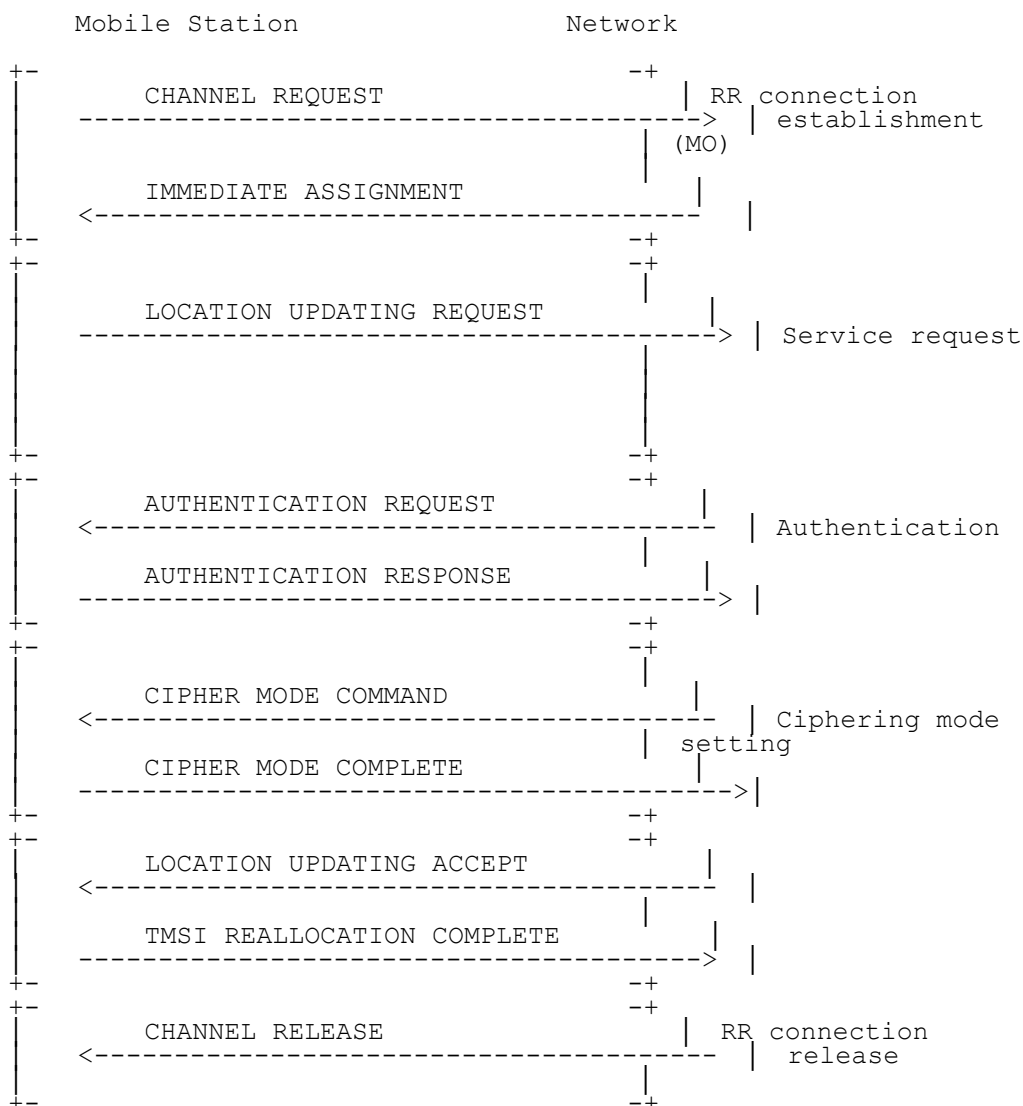 Mobile Station Network
CHANNEL REQUEST RR connection
establishment
(MO)
IMMEDIATE ASSIGNMENT
LOCATION UPDATING REQUEST
Service request
AUTHENTICATION REQUEST
Authentication
AUTHENTICATION RESPONSE
CIPHER MODE COMMAND
Ciphering mode
setting
CIPHER MODE COMPLETE
LOCATION UPDATING ACCEPT
TMSI REALLOCATION COMPLETE
CHANNEL RELEASE RR connection
release